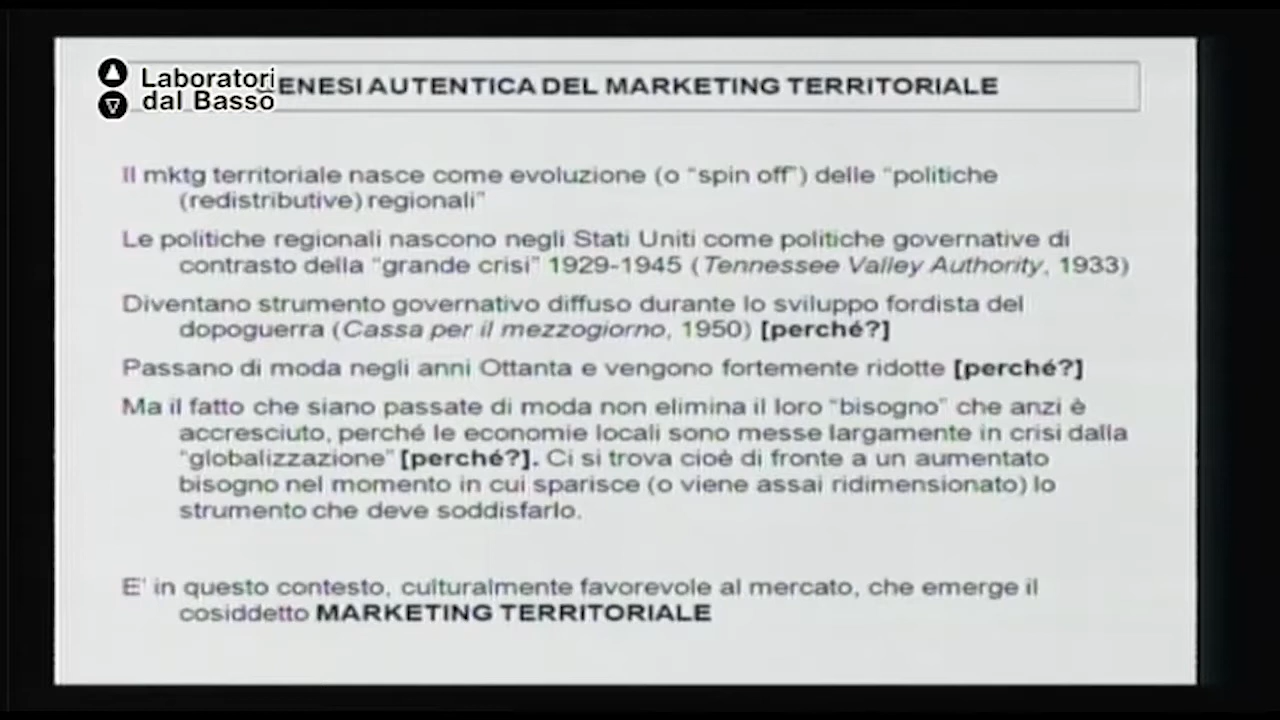 Laboratori
dal Basso
GENESI AUTENTICA DEL MARKETING TERRITORIALE
Il mktg territoriale nasce come evoluzione (o “spin off”) delle “politiche
(redistributive) regionali”
Le politiche regionali nascono negli Stati Uniti come politiche governative di
contrasto della “grande crisi” 1929-1945 (Tennessee Valley Authority, 1933)
Diventano strumento governativo diffuso durante lo sviluppo fordista del
dopoguerra (Cassa per il mezzogiorno, 1950) [perché?]
Passano di moda negli anni Ottanta e vengono fortemente ridotte [perché?]
Ma il fatto che siano passate di moda non elimina il loro “bisogno” che anzi è
accresciuto, perché le economie locali sono messe largamente in crisi dalla
“globalizzazione” [perché?]. Ci si trova cioè di fronte a un aumentato
bisogno nel momento in cui sparisce (o viene assai ridimensionato) lo
strumento che deve soddisfarlo.
E' in questo contesto, culturalmente favorevole al mercato, che emerge il
cosiddetto MARKETING TERRITORIALE